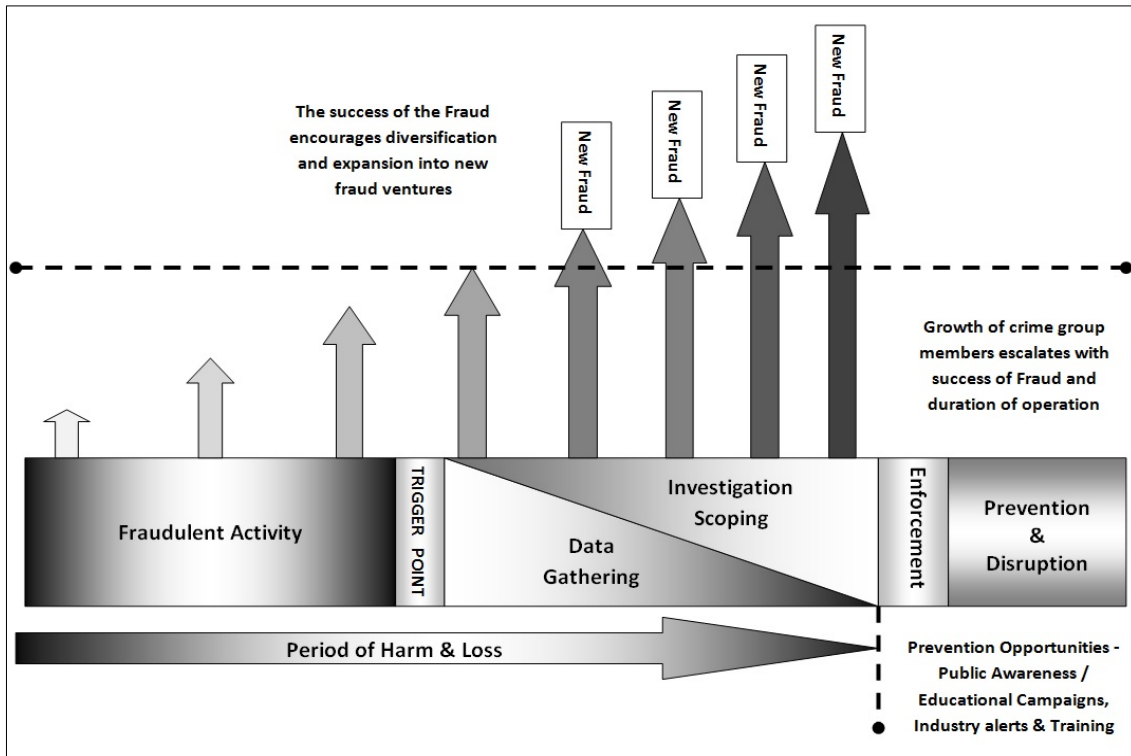 The success of the Fraud
encourages diversification
and expansion into new
fraud ventures
New Fraud
New Fraud
New Fraud
New Fraud
Growth of crime group
members escalates with
success of Fraud and
duration of operation
Fraudulent Activity
TRIGGER POINT
Data
Gathering
Investigation
Scoping
Enforcement
Prevention
&
Disruption
Period of Harm & Loss
Prevention Opportunities -
Public Awareness /
Educational Campaigns,
Industry alerts & Training